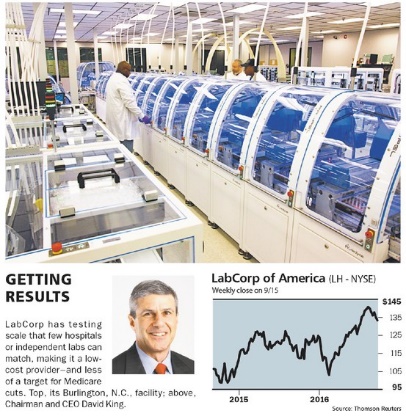 GETTING
RESULTS
LabCorp has testing
scale that few hospitals
or independent labs can
match, making it a low-
cost provider—and less
of a target for Medicare
cuts. Top, its Burlington, N.C., facility; above,
Chairman and CEO David King.
LabCorp of America (LH - NYSE)
Weekly close on 9/15
$145
135
125
115
105
95
2015
2016
Source: Thomson Reuters